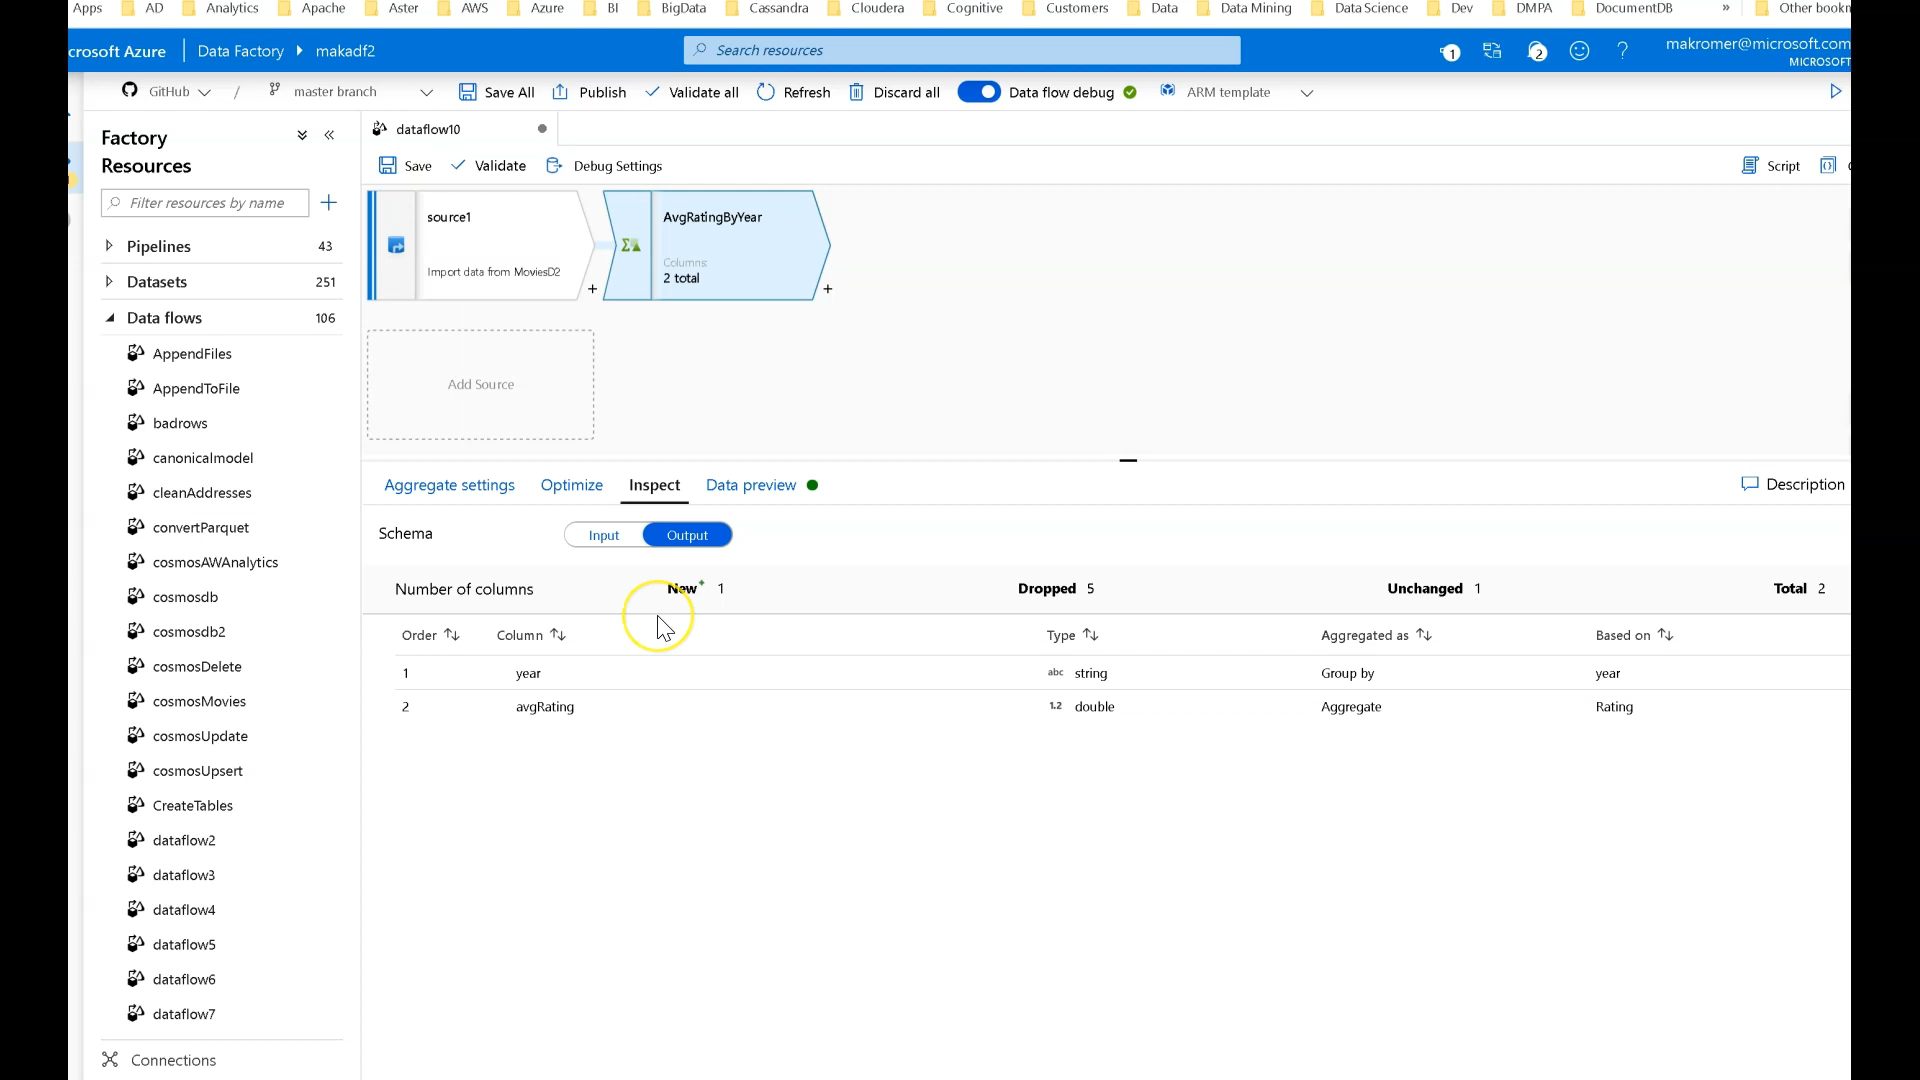 Apps AD Analytics Apache Aster AWS Azure BI BigData Cassandra Cloudera Cognitive Customers Data Data Mining Data Science Dev DMPA DocumentDB » Other bookn
crosoft Azure Data Factory makadf2 Search resources 1 2 ? makromer@microsoft.com
MICROSOFT
GitHub / master branch Save All Publish Validate all Refresh Discard all Data flow debug ARM template
Factory
Resources
Filter resources by name
Pipelines 43
Datasets 251
Data flows 106
AppendFiles
AppendToFile
badrows
canonicalmodel
cleanAddresses
convertParquet
cosmosAWAnalytics
cosmosdb
cosmosdb2
cosmosDelete
cosmosMovies
cosmosUpdate
cosmosUpsert
CreateTables
dataflow2
dataflow3
dataflow4
dataflow5
dataflow6
dataflow7
Connections
dataflow10
Save Validate Debug Settings Script
source1
Import data from MoviesD2
AvgRatingByYear
Columns:
2 total
Add Source
Aggregate settings Optimize Inspect Data preview Description
Schema Input Output
Number of columns New 1 Dropped 5 Unchanged 1 Total 2
Order Column Type Aggregated as Based on
1 year abc string Group by year
2 avgRating 1.2 double Aggregate Rating